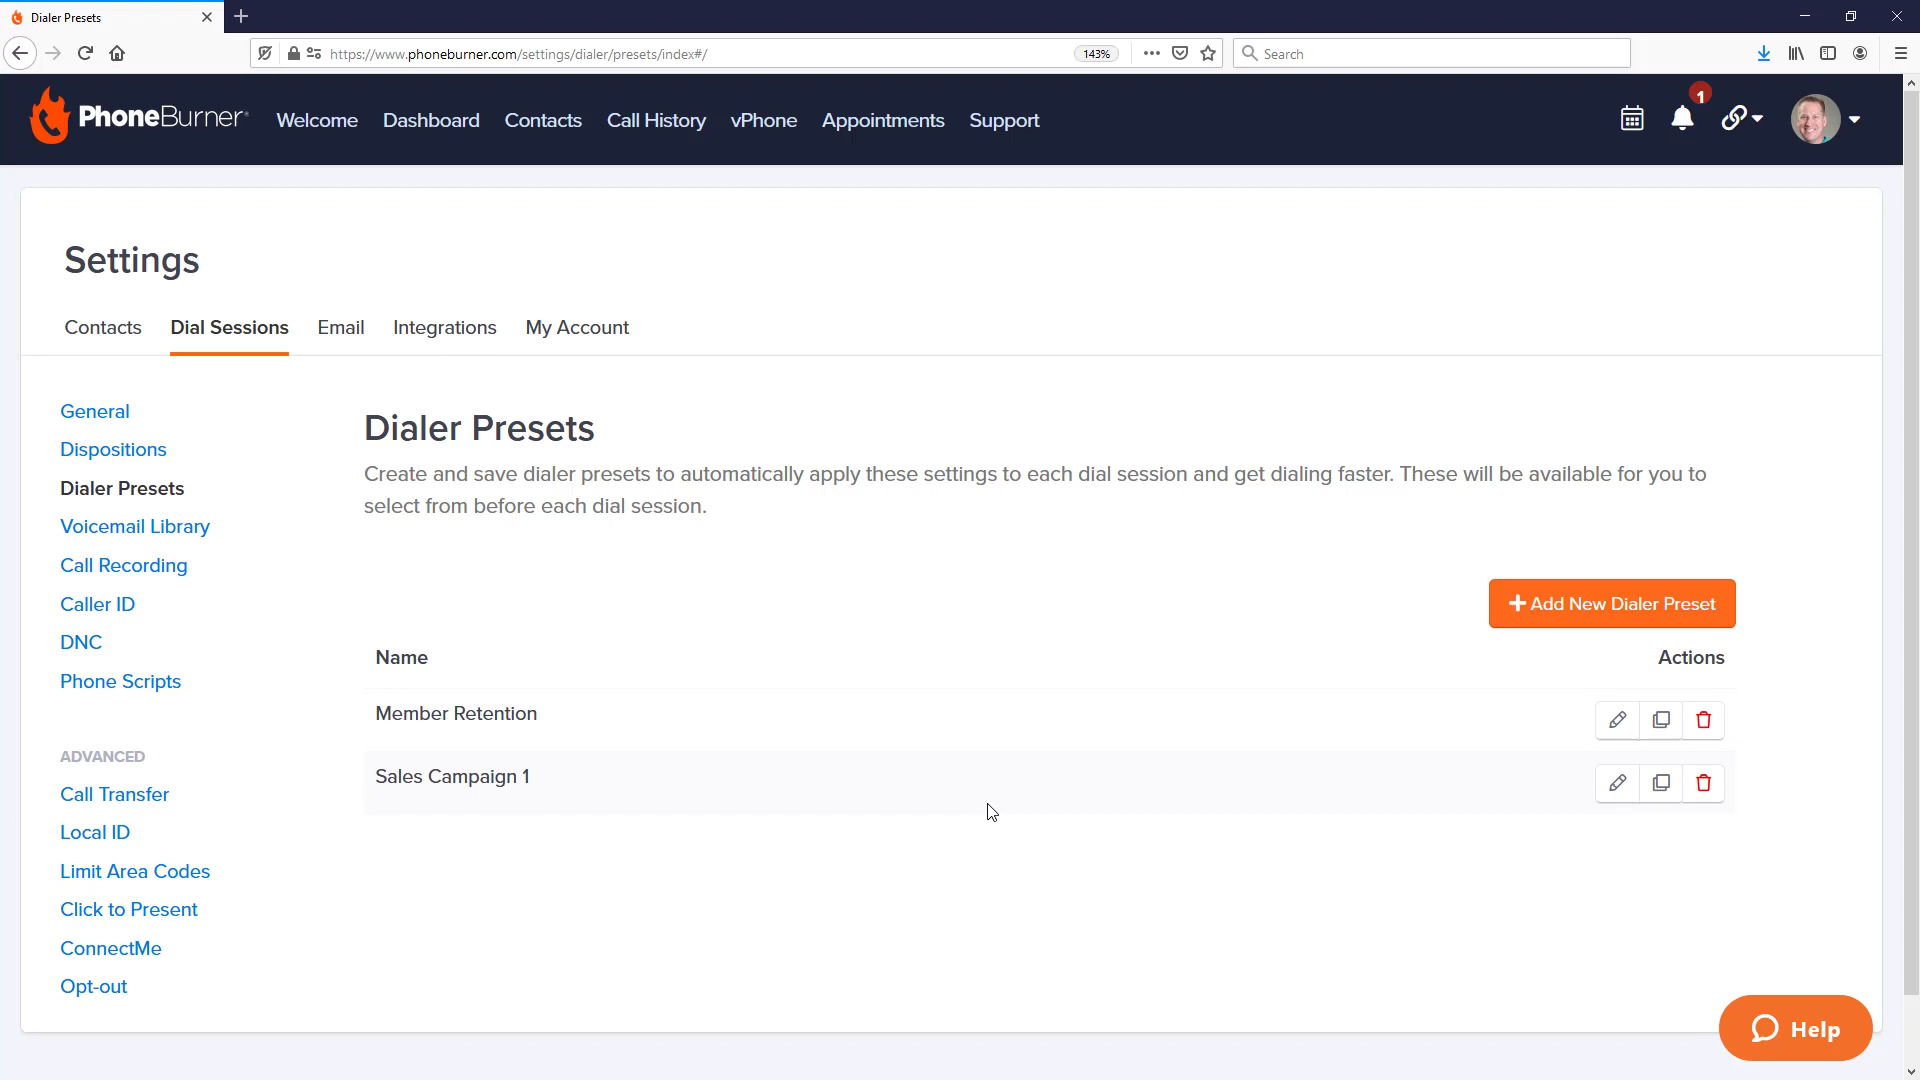 Dialer Presets
https://www.phoneburner.com/settings/dialer/presets/index#/
143%
Search
PhoneBurner
Welcome
Dashboard
Contacts
Call History
vPhone
Appointments
Support
1
Settings
Contacts
Dial Sessions
Email
Integrations
My Account
General
Dispositions
Dialer Presets
Voicemail Library
Call Recording
Caller ID
DNC
Phone Scripts
ADVANCED
Call Transfer
Local ID
Limit Area Codes
Click to Present
ConnectMe
Opt-out
Dialer Presets
Create and save dialer presets to automatically apply these settings to each dial session and get dialing faster. These will be available for you to
select from before each dial session.
Add New Dialer Preset
Name
Actions
Member Retention
Sales Campaign 1
Help